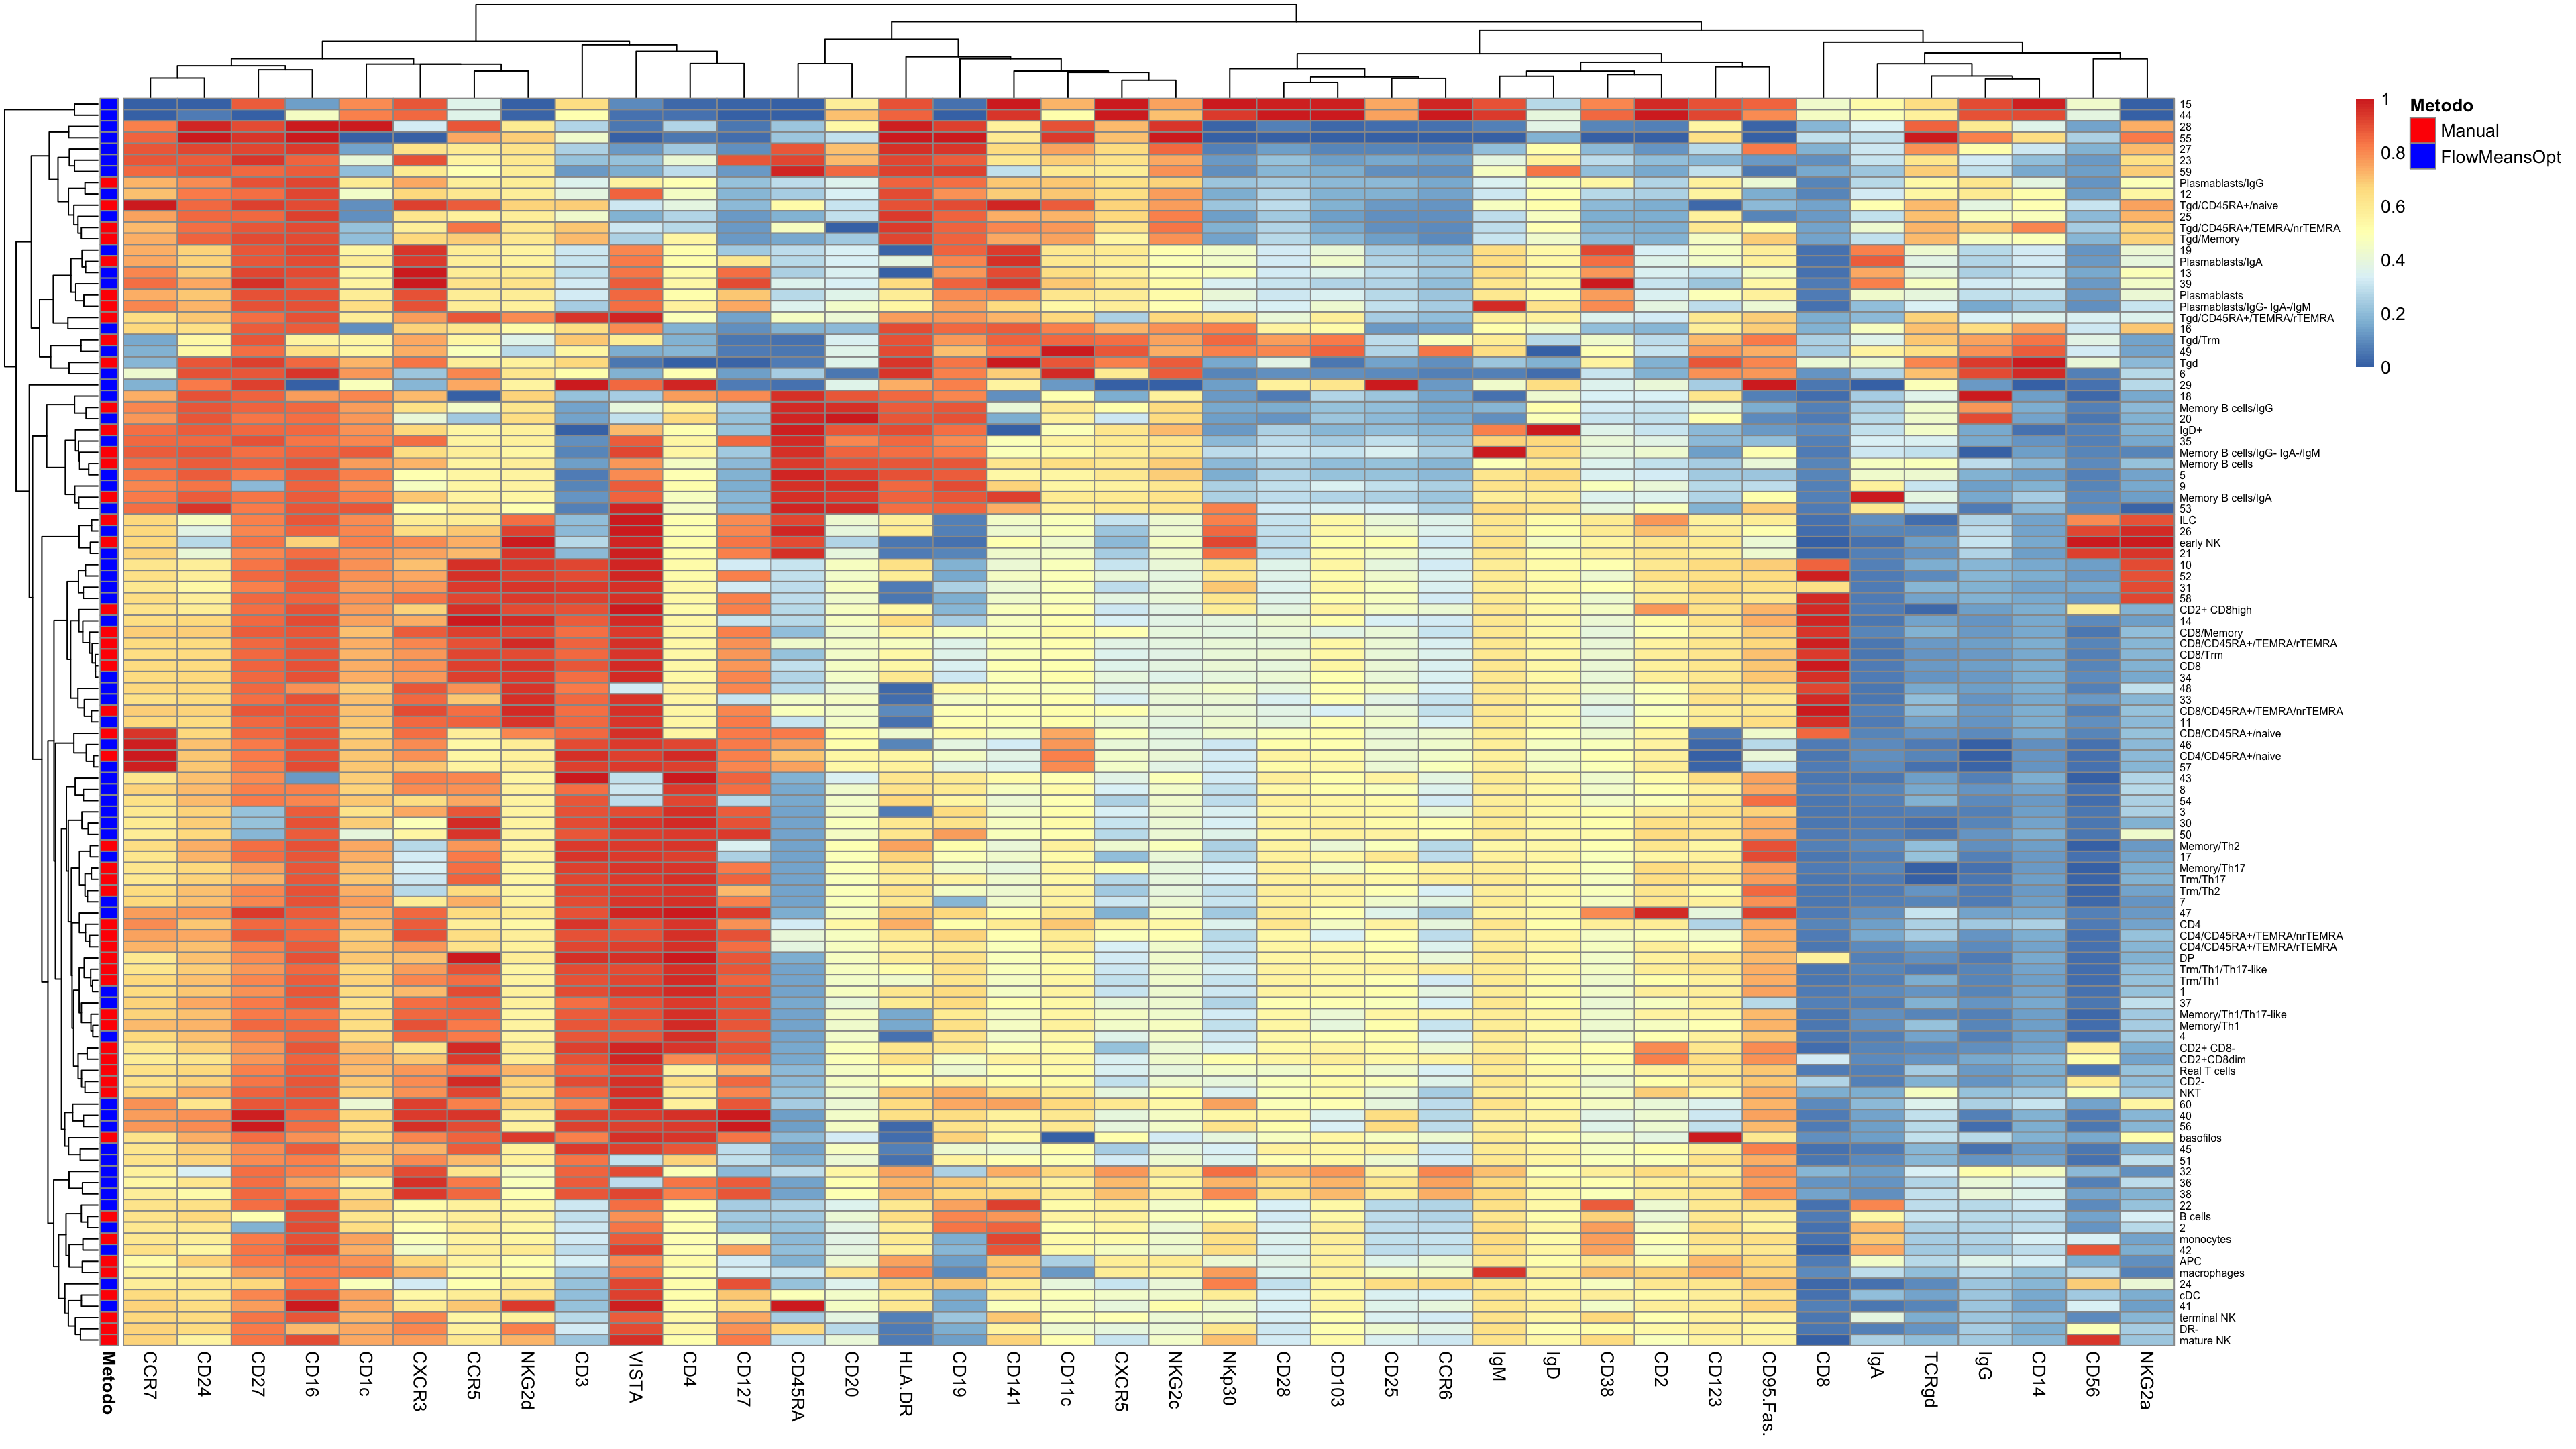 1
0.8
0.6
0.4
0.2
0
Metodo
Manual
FlowMeansOpt
15
44
28
55
27
23
59
Plasmablasts/IgG
12
Tgd/CD45RA+/naive
25
Tgd/CD45RA+/TEMRA/nrTEMRA
Tgd/Memory
19
Plasmablasts/IgA
13
39
Plasmablasts
Plasmablasts/IgG- IgA-/IgM
Tgd/CD45RA+/TEMRA/rTEMRA
16
Tgd/Trm
49
Tgd
6
29
18
Memory B cells/IgG
20
IgD+
35
Memory B cells/IgG- IgA-/IgM
Memory B cells
5
9
Memory B cells/IgA
53
ILC
26
early NK
21
10
52
31
58
CD2+ CD8high
14
CD8/Memory
CD8/CD45RA+/TEMRA/rTEMRA
CD8/Trm
CD8
34
48
33
CD8/CD45RA+/TEMRA/nrTEMRA
11
CD8/CD45RA+/naive
46
CD4/CD45RA+/naive
57
43
8
54
3
30
50
Memory/Th2
17
Memory/Th17
Trm/Th17
Trm/Th2
7
47
CD4
CD4/CD45RA+/TEMRA/nrTEMRA
CD4/CD45RA+/TEMRA/rTEMRA
DP
Trm/Th1/Th17-like
Trm/Th1
1
37
Memory/Th1/Th17-like
Memory/Th1
4
CD2+ CD8-
CD2+CD8dim
Real T cells
CD2-
NKT
60
40
56
basofilos
45
51
32
36
38
22
B cells
2
monocytes
42
APC
macrophages
24
cDC
41
terminal NK
DR-
mature NK
Metodo
CCR7
CD24
CD27
CD16
CD1c
CXCR3
CCR5
NKG2d
CD3
VISTA
CD4
CD127
CD45RA
CD20
HLA.DR
CD19
CD141
CD11c
CXCR5
NKG2c
NKp30
CD28
CD103
CD25
CCR6
IgM
IgD
CD38
CD2
CD123
CD95.Fas.
CD8
IgA
TCRgd
IgG
CD14
CD56
NKG2a